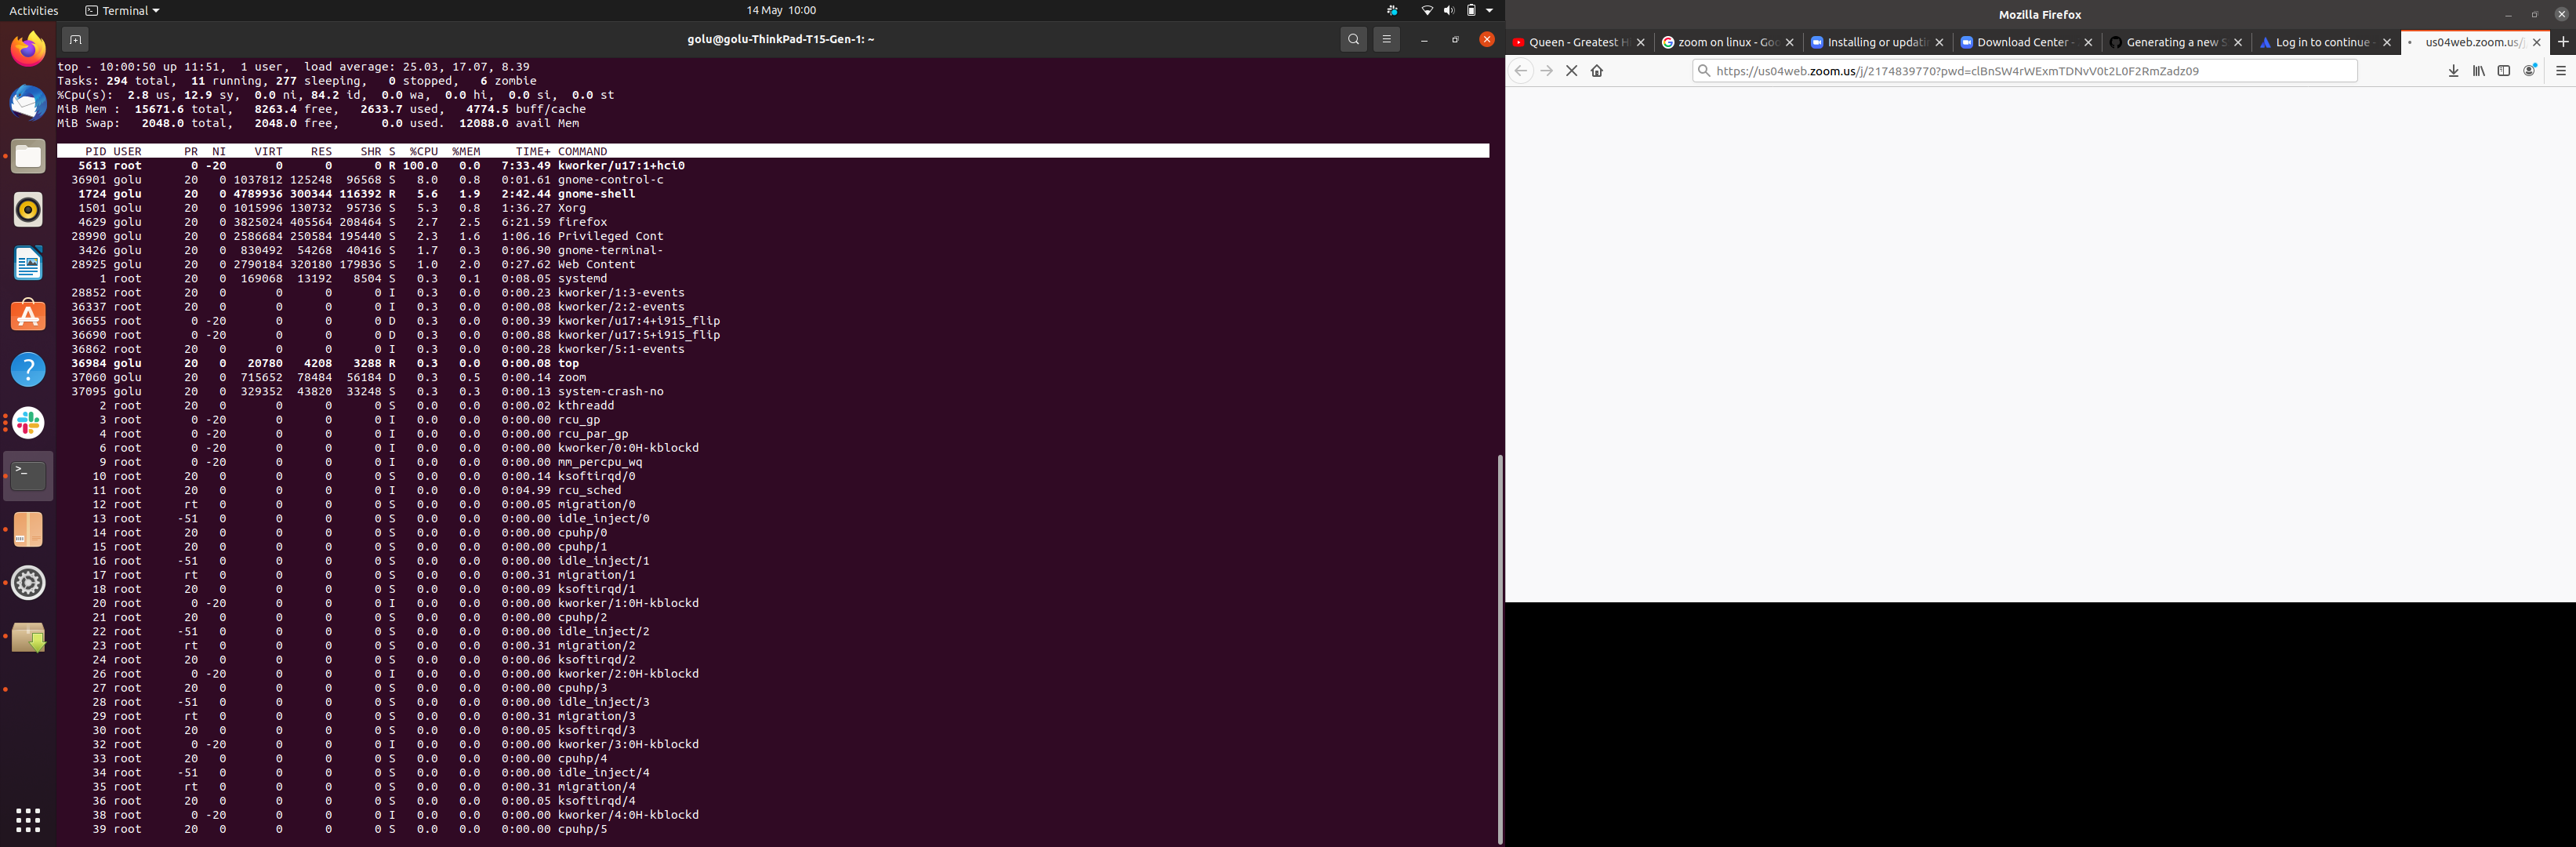 Activities Terminal 14 May 10:00
golu@golu-ThinkPad-T15-Gen-1: ~
top - 10:00:50 up 11:51, 1 user, load average: 25.03, 17.07, 8.39
Tasks: 294 total, 11 running, 277 sleeping, 0 stopped, 6 zombie
%Cpu(s): 2.8 us, 12.9 sy, 0.0 ni, 84.2 id, 0.0 wa, 0.0 hi, 0.0 si, 0.0 st
MiB Mem : 15671.6 total, 8263.4 free, 2633.7 used, 4774.5 buff/cache
MiB Swap: 2048.0 total, 2048.0 free, 0.0 used. 12088.0 avail Mem
PID USER PR NI VIRT RES SHR S %CPU %MEM TIME+ COMMAND
5613 root 0 -20 0 0 0 R 100.0 0.0 7:33.49 kworker/u17:1+hci0
36901 golu 20 0 1037812 125248 96568 S 8.0 0.8 0:01.61 gnome-control-c
1724 golu 20 0 4789936 300344 116392 R 5.6 1.9 2:42.44 gnome-shell
1501 golu 20 0 1015996 130732 95736 S 5.3 0.8 1:36.27 Xorg
4629 golu 20 0 3825024 405564 208464 S 2.7 2.5 6:21.59 firefox
28990 golu 20 0 2586684 250584 195440 S 2.3 1.6 1:06.16 Privileged Cont
3426 golu 20 0 830492 54268 40416 S 1.7 0.3 0:06.90 gnome-terminal-
28925 golu 20 0 2790184 320180 179836 S 1.0 2.0 0:27.62 Web Content
1 root 20 0 169068 13192 8504 S 0.3 0.1 0:08.05 systemd
28852 root 20 0 0 0 0 I 0.3 0.0 0:00.23 kworker/1:3-events
36337 root 20 0 0 0 0 I 0.3 0.0 0:00.08 kworker/2:2-events
36655 root 0 -20 0 0 0 D 0.3 0.0 0:00.39 kworker/u17:4+i915_flip
36690 root 0 -20 0 0 0 D 0.3 0.0 0:00.88 kworker/u17:5+i915_flip
36862 root 20 0 0 0 0 I 0.3 0.0 0:00.28 kworker/5:1-events
36984 golu 20 0 20780 4208 3288 R 0.3 0.0 0:00.08 top
37060 golu 20 0 715652 78484 56184 D 0.3 0.5 0:00.14 zoom
37095 golu 20 0 329352 43820 33248 S 0.3 0.3 0:00.13 system-crash-no
2 root 20 0 0 0 0 S 0.0 0.0 0:00.02 kthreadd
3 root 0 -20 0 0 0 I 0.0 0.0 0:00.00 rcu_gp
4 root 0 -20 0 0 0 I 0.0 0.0 0:00.00 rcu_par_gp
6 root 0 -20 0 0 0 I 0.0 0.0 0:00.00 kworker/0:0H-kblockd
9 root 0 -20 0 0 0 I 0.0 0.0 0:00.00 mm_percpu_wq
10 root 20 0 0 0 0 S 0.0 0.0 0:00.14 ksoftirqd/0
11 root 20 0 0 0 0 I 0.0 0.0 0:04.99 rcu_sched
12 root rt 0 0 0 0 S 0.0 0.0 0:00.05 migration/0
13 root -51 0 0 0 0 S 0.0 0.0 0:00.00 idle_inject/0
14 root 20 0 0 0 0 S 0.0 0.0 0:00.00 cpuhp/0
15 root 20 0 0 0 0 S 0.0 0.0 0:00.00 cpuhp/1
16 root -51 0 0 0 0 S 0.0 0.0 0:00.00 idle_inject/1
17 root rt 0 0 0 0 S 0.0 0.0 0:00.31 migration/1
18 root 20 0 0 0 0 S 0.0 0.0 0:00.09 ksoftirqd/1
20 root 0 -20 0 0 0 I 0.0 0.0 0:00.00 kworker/1:0H-kblockd
21 root 20 0 0 0 0 S 0.0 0.0 0:00.00 cpuhp/2
22 root -51 0 0 0 0 S 0.0 0.0 0:00.00 idle_inject/2
23 root rt 0 0 0 0 S 0.0 0.0 0:00.31 migration/2
24 root 20 0 0 0 0 S 0.0 0.0 0:00.06 ksoftirqd/2
26 root 0 -20 0 0 0 I 0.0 0.0 0:00.00 kworker/2:0H-kblockd
27 root 20 0 0 0 0 S 0.0 0.0 0:00.00 cpuhp/3
28 root -51 0 0 0 0 S 0.0 0.0 0:00.00 idle_inject/3
29 root rt 0 0 0 0 S 0.0 0.0 0:00.31 migration/3
30 root 20 0 0 0 0 S 0.0 0.0 0:00.05 ksoftirqd/3
32 root 0 -20 0 0 0 I 0.0 0.0 0:00.00 kworker/3:0H-kblockd
33 root 20 0 0 0 0 S 0.0 0.0 0:00.00 cpuhp/4
34 root -51 0 0 0 0 S 0.0 0.0 0:00.00 idle_inject/4
35 root rt 0 0 0 0 S 0.0 0.0 0:00.31 migration/4
36 root 20 0 0 0 0 S 0.0 0.0 0:00.05 ksoftirqd/4
38 root 0 -20 0 0 0 I 0.0 0.0 0:00.00 kworker/4:0H-kblockd
39 root 20 0 0 0 0 S 0.0 0.0 0:00.00 cpuhp/5
Mozilla Firefox
Queen - Greatest H zoom on linux - Goo Installing or updatin Download Center - Generating a new S Log in to continue - us04web.zoom.us/j
https://us04web.zoom.us/j/2174839770?pwd=clBnSW4rWExmTDNvV0t2L0F2RmZadz09